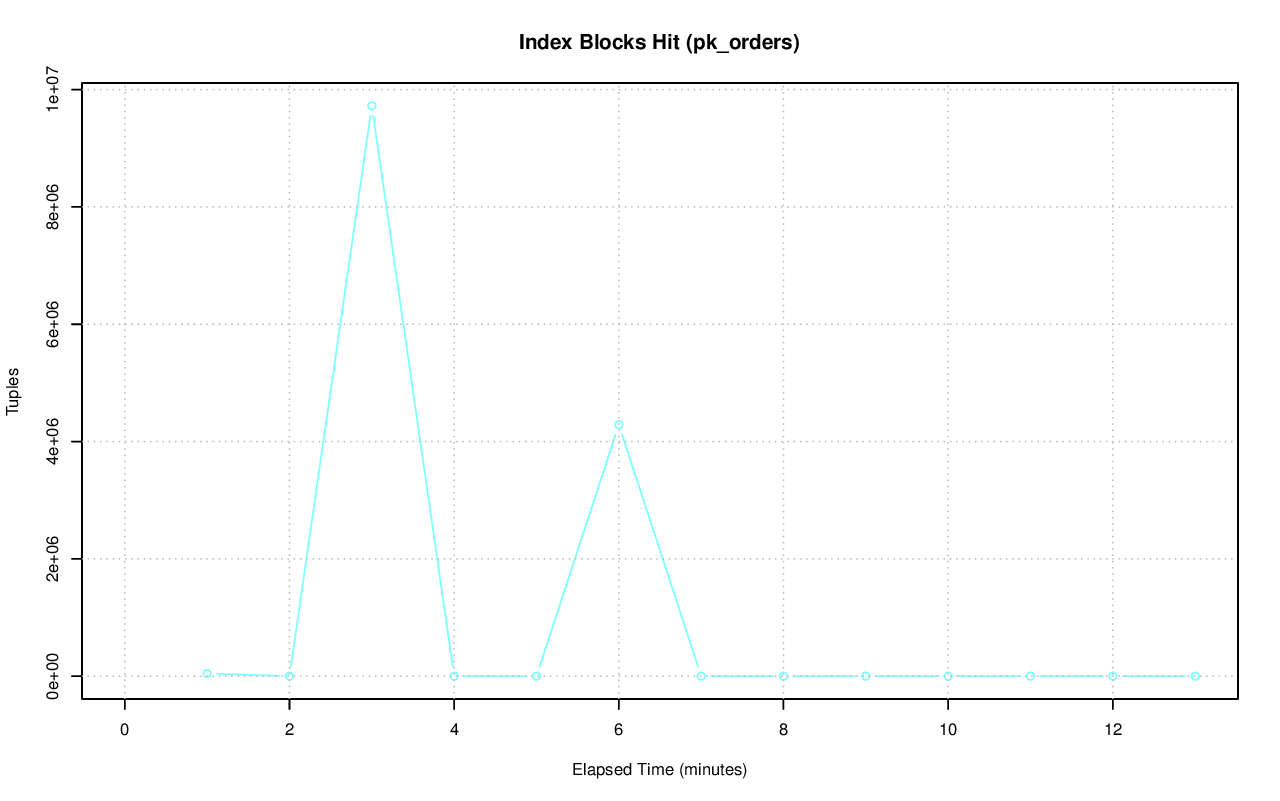 Index Blocks Hit (pk_orders)
1e+07
8e+06
6e+06
4e+06
2e+06
0e+00
Tuples
0 2 4 6 8 10 12
Elapsed Time (minutes)